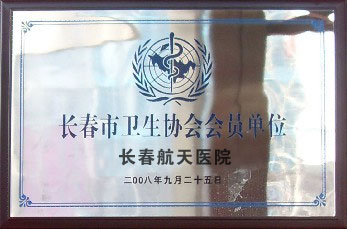 长春市卫生协会会员单位
长春航天医院
二00八年九月二十五日